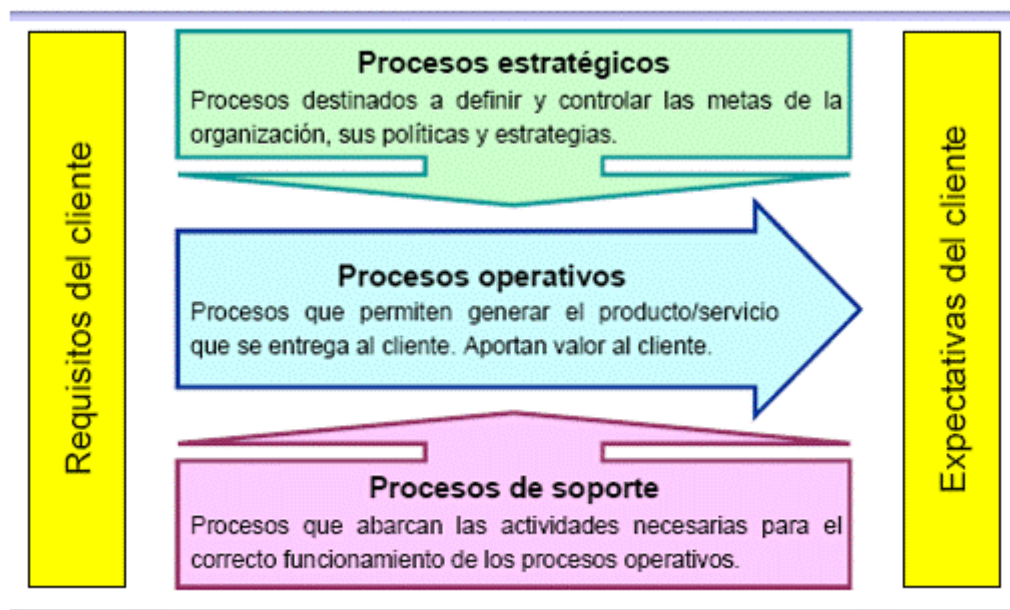 Requisitos del cliente
Procesos estratégicos
Procesos destinados a definir y controlar las metas de la
organización, sus políticas y estrategias.
Procesos operativos
Procesos que permiten generar el producto/servicio
que se entrega al cliente. Aportan valor al cliente.
Procesos de soporte
Procesos que abarcan las actividades necesarias para el
correcto funcionamiento de los procesos operativos.
Expectativas del cliente